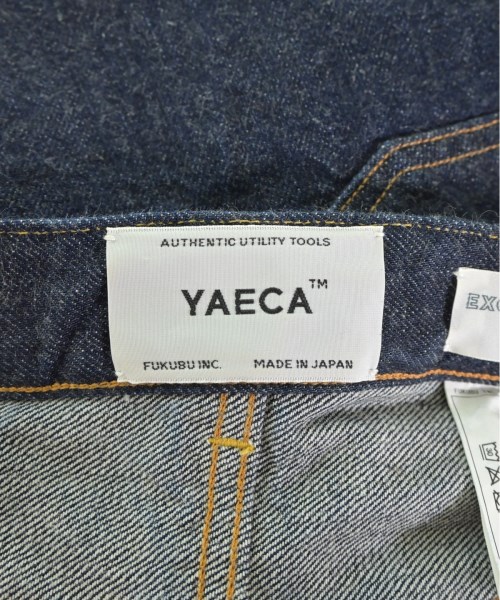 AUTHENTIC UTILITY TOOLS
YAECA™
FUKUBU INC. MADE IN JAPAN